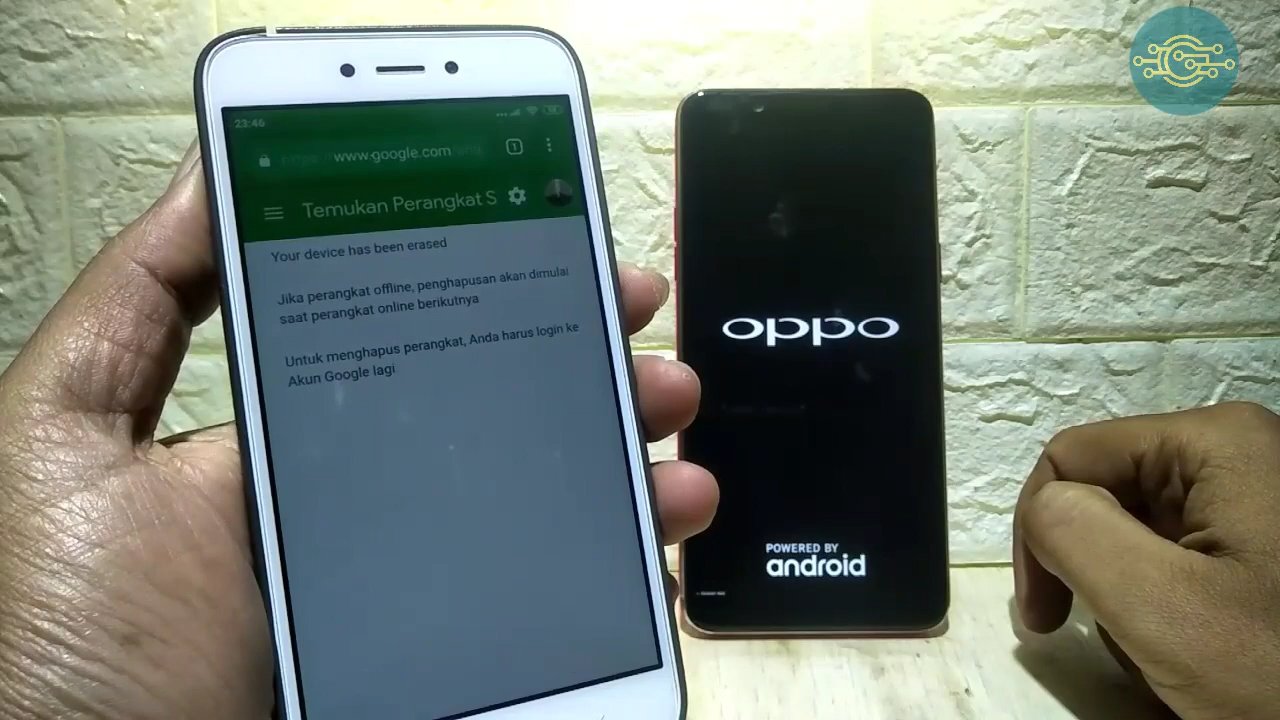 23:46
www.google.com
1
Temukan Perangkat S
Your device has been erased
Jika perangkat offline, penghapusan akan dimulai
saat perangkat online berikutnya
Untuk menghapus perangkat, Anda harus login ke
Akun Google lagi
oppo
POWERED BY
android